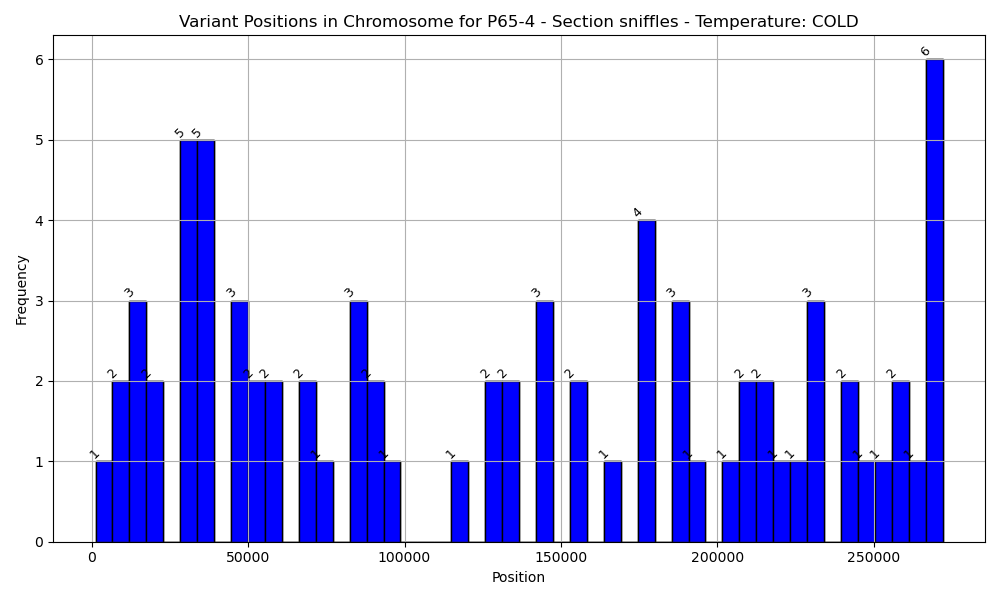 Variant Positions in Chromosome for P65-4 - Section sniffles - Temperature: COLD
Frequency
6
5
4
3
2
1
0
1 2 3 2 5 5 3 2 2 2 1 3 2 1 1 2 2 3 2 1 4 3 1 1 2 2 1 1 3 2 1 1 2 1 6
0 50000 100000 150000 200000 250000
Position